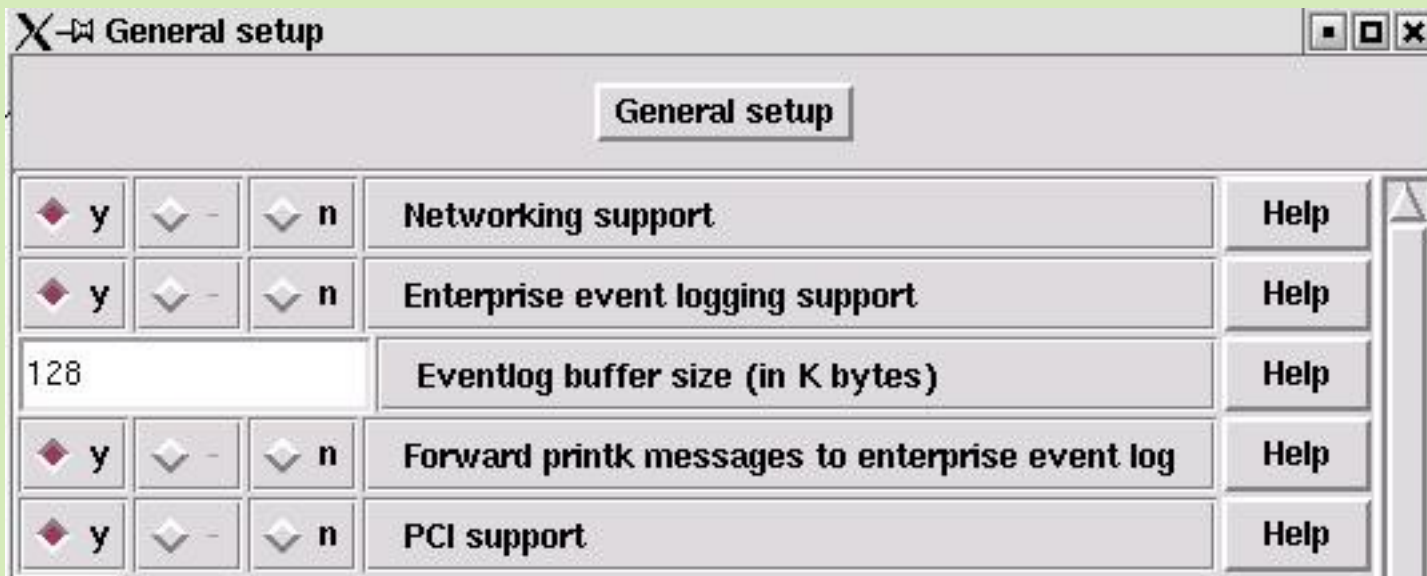 X General setup
General setup
y - n Networking support Help
y - n Enterprise event logging support Help
128 Eventlog buffer size (in K bytes) Help
y - n Forward printk messages to enterprise event log Help
y - n PCI support Help